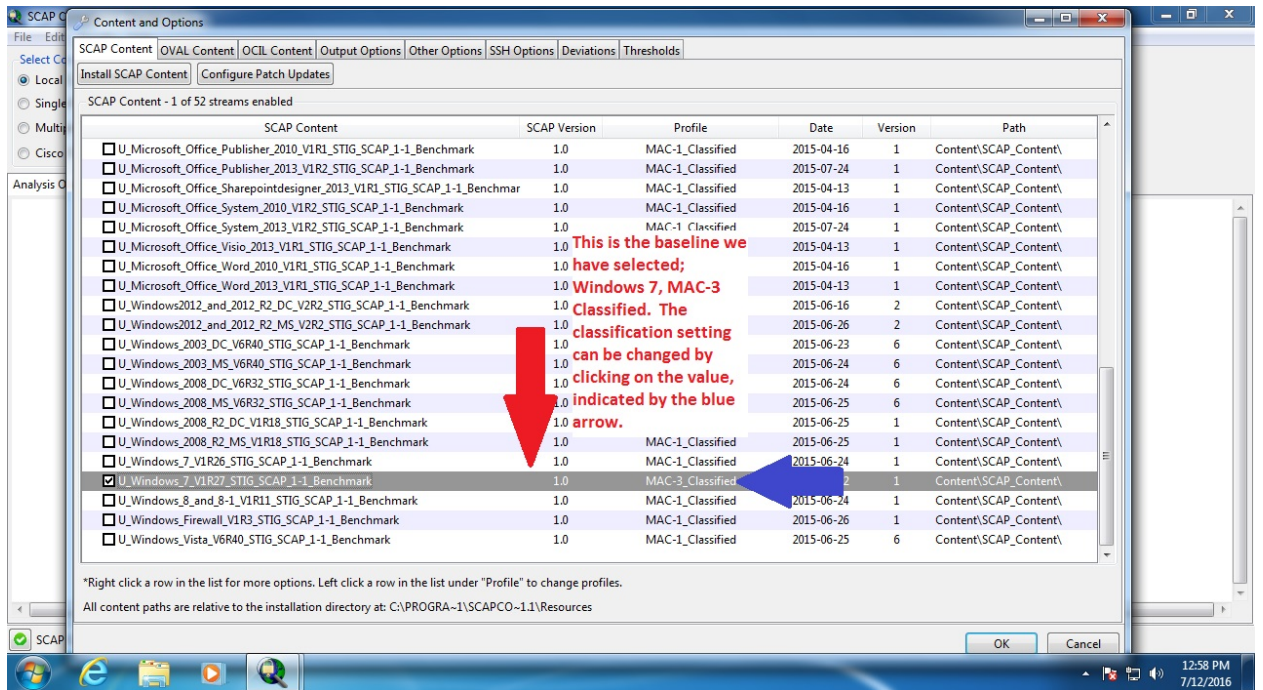 SCAP C
Content and Options
File Edit
SCAP Content OVAL Content OCIL Content Output Options Other Options SSH Options Deviations Thresholds
Select Co
Install SCAP Content Configure Patch Updates
Local
SCAP Content - 1 of 52 streams enabled
Single
SCAP Content SCAP Version Profile Date Version Path
Multip
U_Microsoft_Office_Publisher_2010_V1R1_STIG_SCAP_1-1_Benchmark 1.0 MAC-1_Classified 2015-04-16 1 Content\SCAP_Content\
Cisco
U_Microsoft_Office_Publisher_2013_V1R2_STIG_SCAP_1-1_Benchmark 1.0 MAC-1_Classified 2015-07-24 1 Content\SCAP_Content\
Analysis O
U_Microsoft_Office_Sharepointdesigner_2013_V1R1_STIG_SCAP_1-1_Benchmar 1.0 MAC-1_Classified 2015-04-13 1 Content\SCAP_Content\
U_Microsoft_Office_System_2010_V1R2_STIG_SCAP_1-1_Benchmark 1.0 MAC-1_Classified 2015-04-16 1 Content\SCAP_Content\
U_Microsoft_Office_System_2013_V1R2_STIG_SCAP_1-1_Benchmark 1.0 MAC-1_Classified 2015-07-24 1 Content\SCAP_Content\
U_Microsoft_Office_Visio_2013_V1R1_STIG_SCAP_1-1_Benchmark 1.0 2015-04-13 1 Content\SCAP_Content\
U_Microsoft_Office_Word_2010_V1R1_STIG_SCAP_1-1_Benchmark 1.0 2015-04-16 1 Content\SCAP_Content\
U_Microsoft_Office_Word_2013_V1R1_STIG_SCAP_1-1_Benchmark 1.0 2015-04-13 1 Content\SCAP_Content\
U_Windows2012_and_2012_R2_DC_V2R2_STIG_SCAP_1-1_Benchmark 1.0 2015-06-16 2 Content\SCAP_Content\
U_Windows2012_and_2012_R2_MS_V2R2_STIG_SCAP_1-1_Benchmark 1.0 2015-06-26 2 Content\SCAP_Content\
U_Windows_2003_DC_V6R40_STIG_SCAP_1-1_Benchmark 1.0 2015-06-23 6 Content\SCAP_Content\
U_Windows_2003_MS_V6R40_STIG_SCAP_1-1_Benchmark 1.0 2015-06-24 6 Content\SCAP_Content\
U_Windows_2008_DC_V6R32_STIG_SCAP_1-1_Benchmark 1.0 2015-06-24 6 Content\SCAP_Content\
U_Windows_2008_MS_V6R32_STIG_SCAP_1-1_Benchmark 1.0 2015-06-25 6 Content\SCAP_Content\
U_Windows_2008_R2_DC_V1R18_STIG_SCAP_1-1_Benchmark 1.0 2015-06-25 1 Content\SCAP_Content\
This is the baseline we
have selected;
Windows 7, MAC-3
Classified. The
classification setting
can be changed by
clicking on the value,
indicated by the blue
arrow.
U_Windows_2008_R2_MS_V1R18_STIG_SCAP_1-1_Benchmark 1.0 MAC-1_Classified 2015-06-25 1 Content\SCAP_Content\
U_Windows_7_V1R26_STIG_SCAP_1-1_Benchmark 1.0 MAC-1_Classified 2015-06-24 1 Content\SCAP_Content\
U_Windows_7_V1R27_STIG_SCAP_1-1_Benchmark 1.0 MAC-3_Classified 2 1 Content\SCAP_Content\
U_Windows_8_and_8-1_V1R11_STIG_SCAP_1-1_Benchmark 1.0 MAC-1_Classified 2015-06-24 1 Content\SCAP_Content\
U_Windows_Firewall_V1R3_STIG_SCAP_1-1_Benchmark 1.0 MAC-1_Classified 2015-06-26 1 Content\SCAP_Content\
U_Windows_Vista_V6R40_STIG_SCAP_1-1_Benchmark 1.0 MAC-1_Classified 2015-06-25 6 Content\SCAP_Content\
*Right click a row in the list for more options. Left click a row in the list under "Profile" to change profiles.
All content paths are relative to the installation directory at: C:\PROGRA~1\SCAPCO~1.1\Resources
SCAP
OK Cancel
12:58 PM
7/12/2016